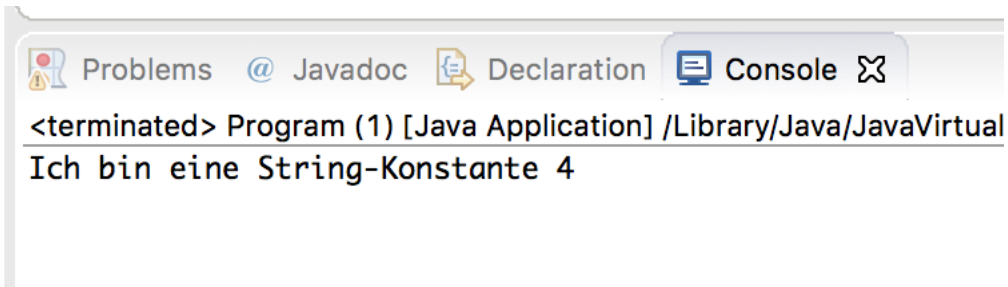 Problems @ Javadoc Declaration Console
<terminated> Program (1) [Java Application] /Library/Java/JavaVirtual
Ich bin eine String-Konstante 4